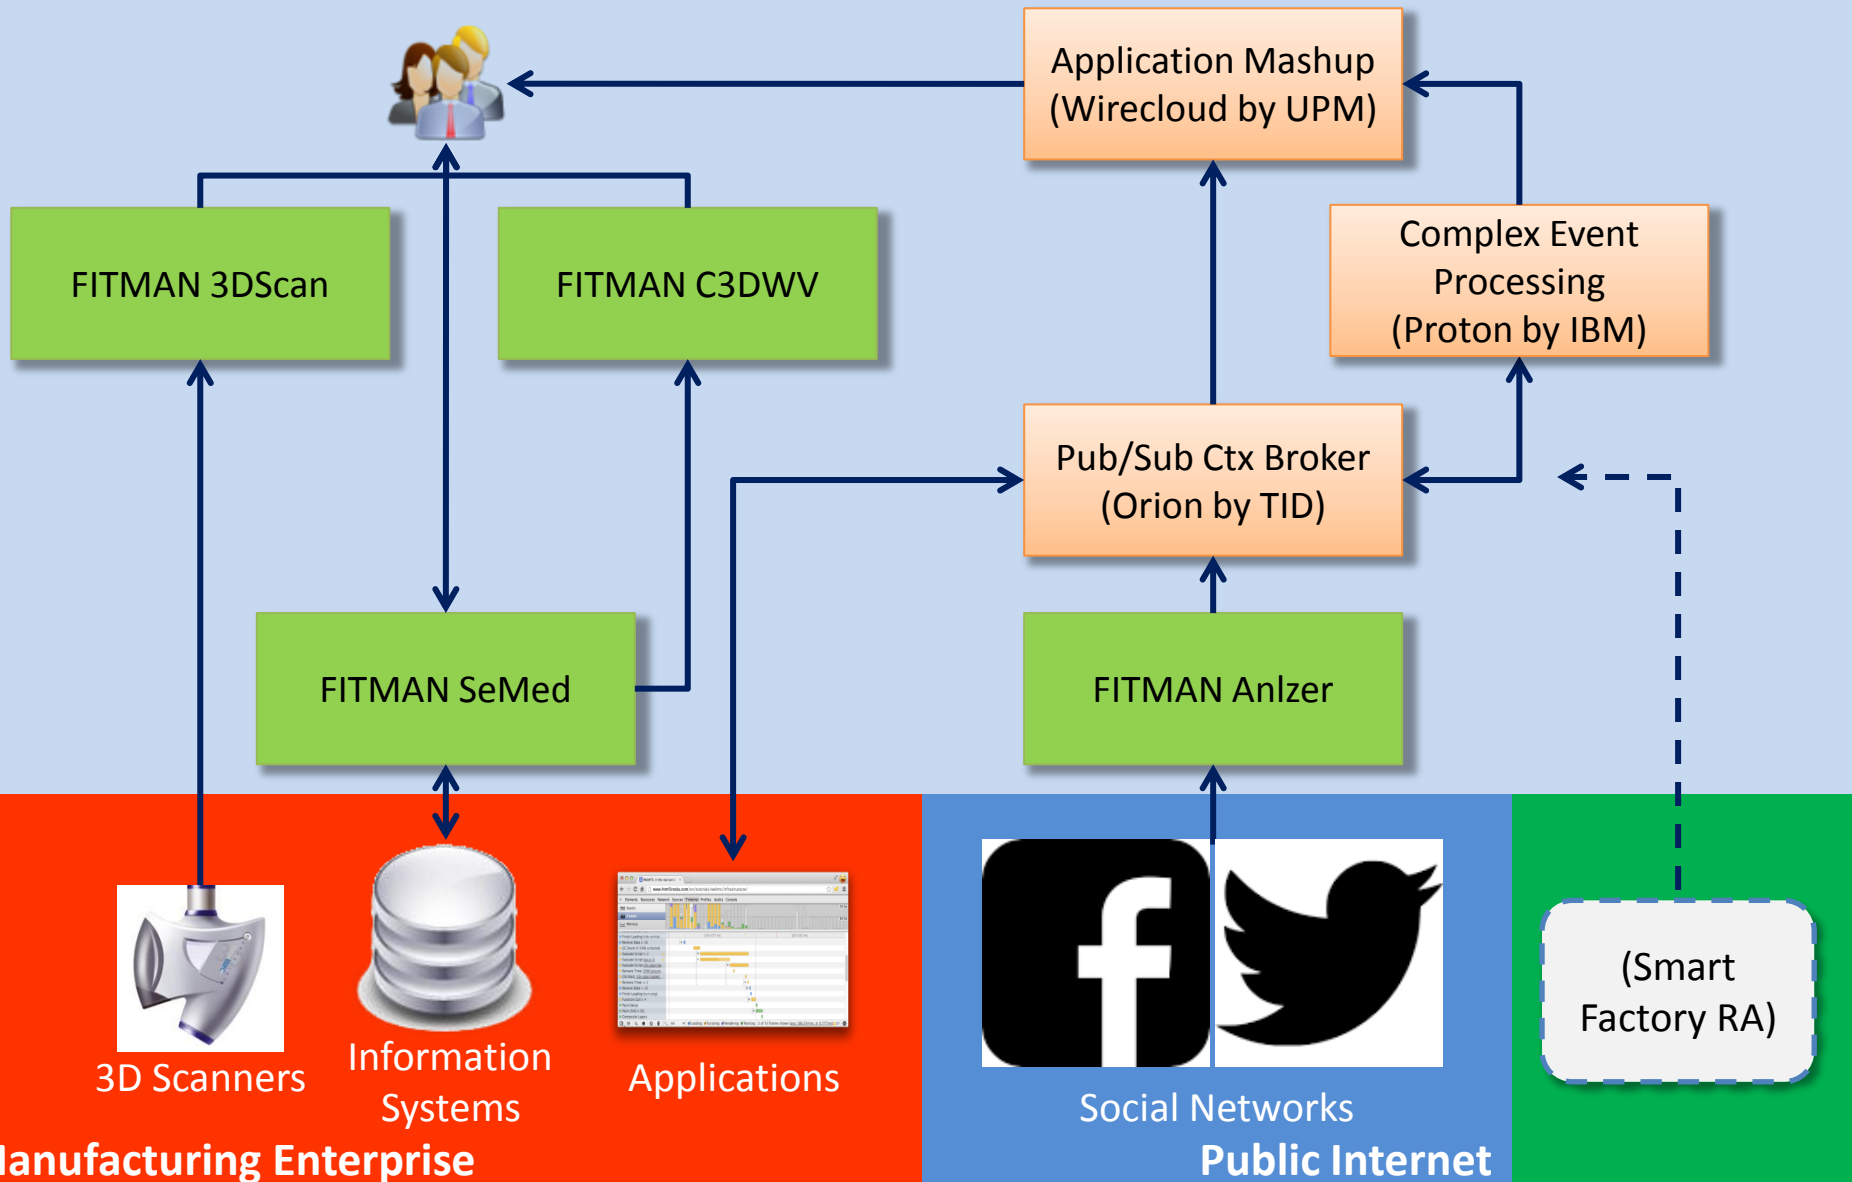 Application Mashup
(Wirecloud by UPM)
FITMAN 3DScan
FITMAN C3DWV
Complex Event
Processing
(Proton by IBM)
Pub/Sub Ctx Broker
(Orion by TID)
FITMAN SeMed
FITMAN Anlzer
(Smart
Factory RA)
3D Scanners
Information
Systems
Applications
Social Networks
Manufacturing Enterprise
Public Internet